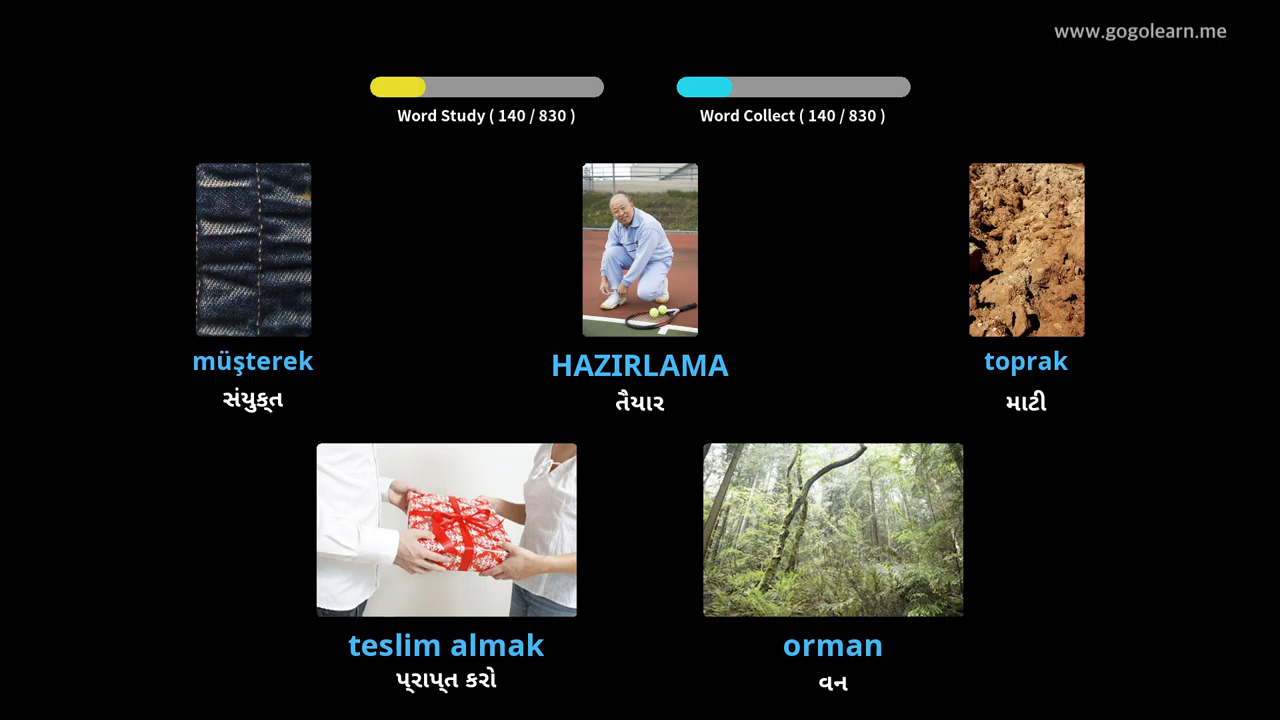 www.gogolearn.me
Word Study ( 140 / 830 )
Word Collect ( 140 / 830 )
müşterek
સંયુક્ત
HAZIRLAMA
તૈયાર
toprak
માટી
teslim almak
પ્રાપ્ત કરો
orman
વન